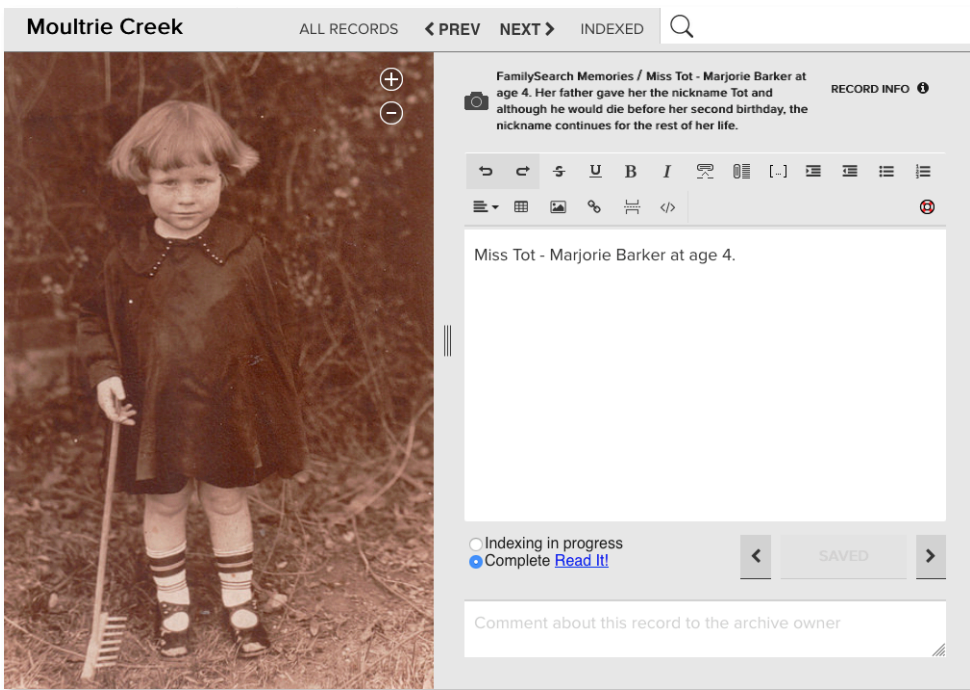 Moultrie Creek
ALL RECORDS
PREV
NEXT
INDEXED
FamilySearch Memories / Miss Tot - Marjorie Barker at
age 4. Her father gave her the nickname Tot and
although he would die before her second birthday, the
nickname continues for the rest of her life.
RECORD INFO
S U B I [...]
Miss Tot - Marjorie Barker at age 4.
Indexing in progress
Complete Read It!
SAVED
Comment about this record to the archive owner